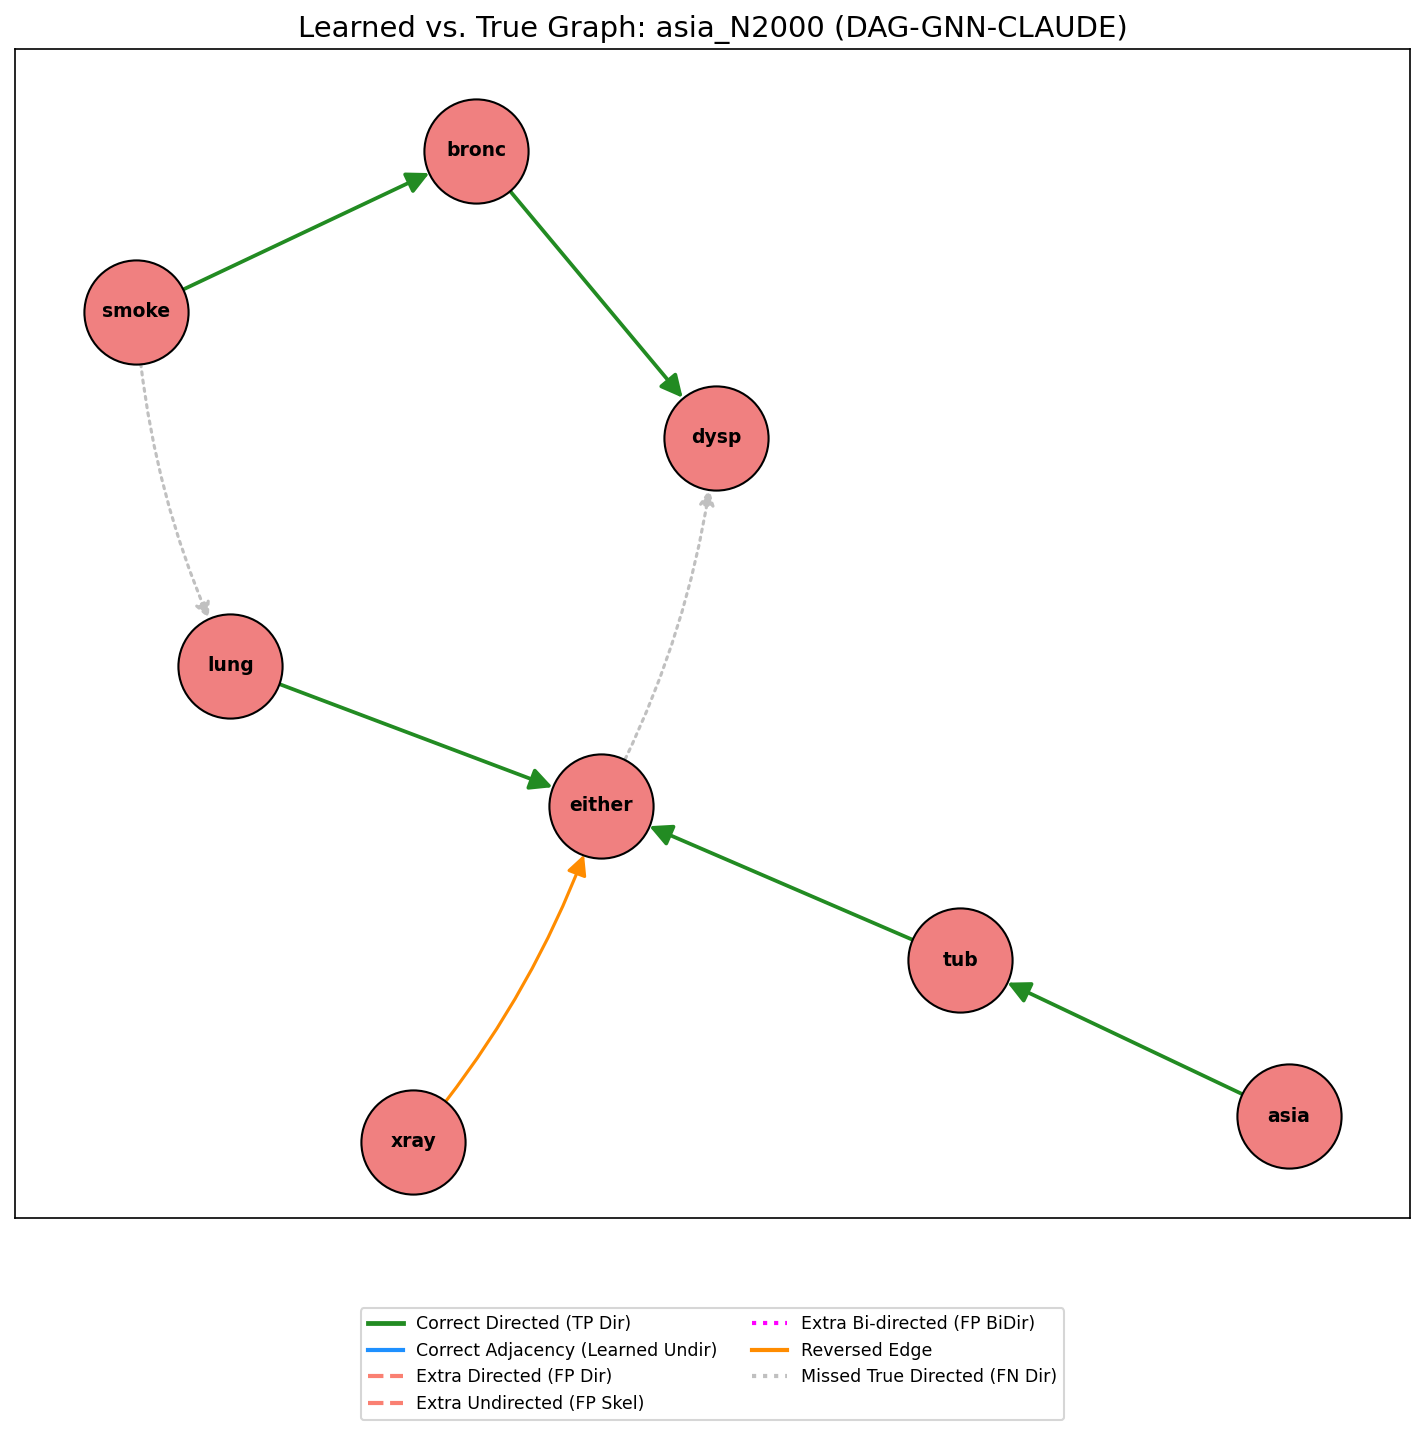 Learned vs. True Graph: asia_N2000 (DAG-GNN-CLAUDE)
bronc
smoke
dysp
lung
either
tub
asia
xray
Correct Directed (TP Dir)
Correct Adjacency (Learned Undir)
Extra Directed (FP Dir)
Extra Undirected (FP Skel)
Extra Bi-directed (FP BiDir)
Reversed Edge
Missed True Directed (FN Dir)